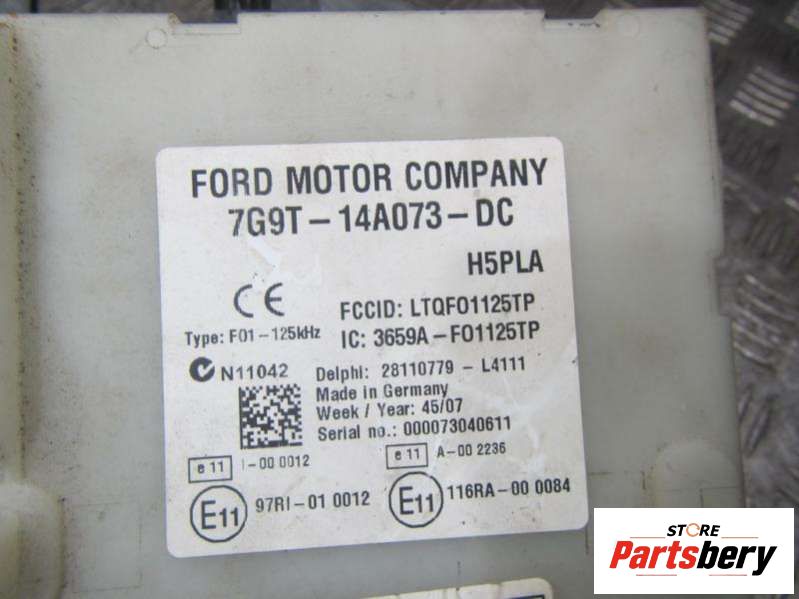 FORD MOTOR COMPANY
7G9T-14A073-DC
H5PLA
CE
FCCID: LTQFO1125TP
Type: F01-125kHz
IC: 3659A-FO1125TP
N11042
Delphi: 28110779 - L4111
Made in Germany
Week / Year: 45/07
Serial no.: 000073040611
e 11 I-00 0012
e 11 A-00 2236
E11 97RI-01 0012
E11 116RA-00 0084
STORE
Partsbery